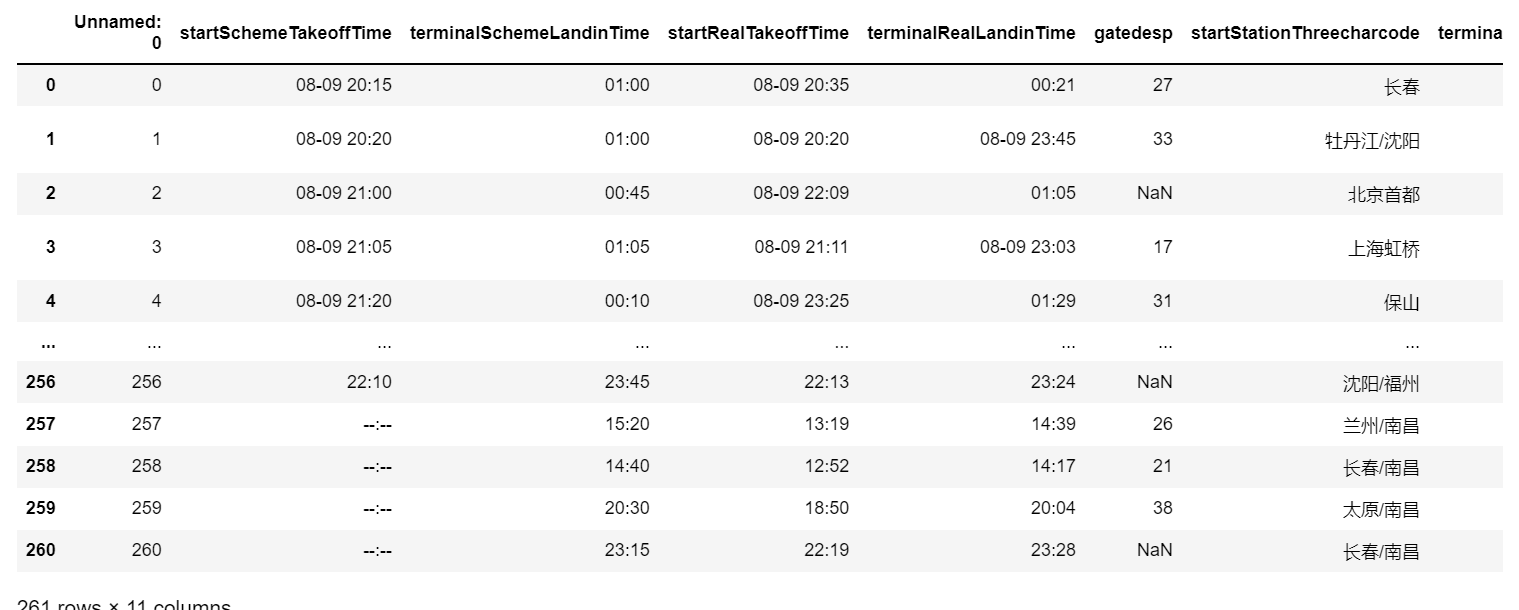 Unnamed: 0 startSchemeTakeoffTime terminalSchemeLandinTime startRealTakeoffTime terminalRealLandinTime gatedesp startStationThreecharcode termina
0 0 08-09 20:15 01:00 08-09 20:35 00:21 27 长春
1 1 08-09 20:20 01:00 08-09 20:20 08-09 23:45 33 牡丹江/沈阳
2 2 08-09 21:00 00:45 08-09 22:09 01:05 NaN 北京首都
3 3 08-09 21:05 01:05 08-09 21:11 08-09 23:03 17 上海虹桥
4 4 08-09 21:20 00:10 08-09 23:25 01:29 31 保山
... ... ... ... ... ... ... ...
256 256 22:10 23:45 22:13 23:24 NaN 沈阳/福州
257 257 --:-- 15:20 13:19 14:39 26 兰州/南昌
258 258 --:-- 14:40 12:52 14:17 21 长春/南昌
259 259 --:-- 20:30 18:50 20:04 38 太原/南昌
260 260 --:-- 23:15 22:19 23:28 NaN 长春/南昌
261 rows × 11 columns